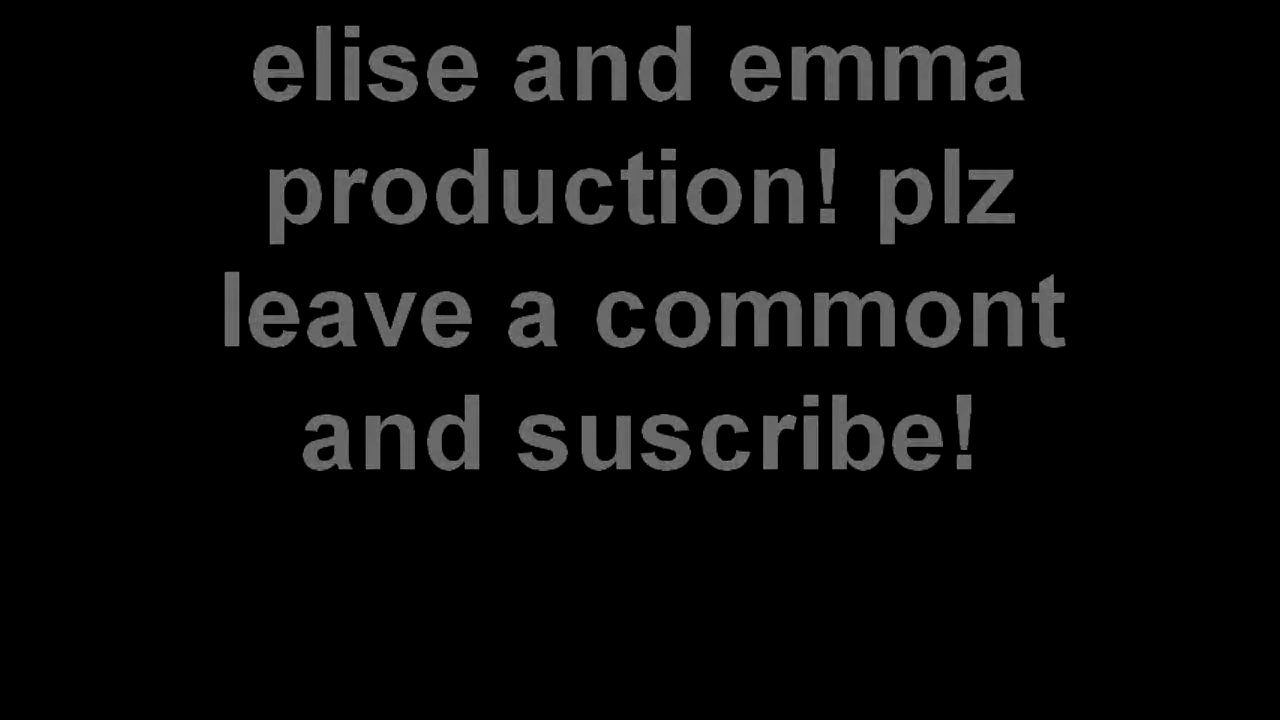 elise and emma
production! plz
leave a commont
and suscribe!